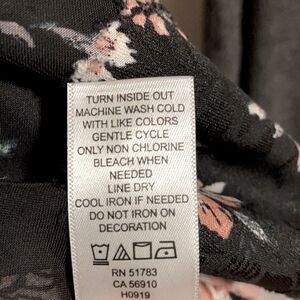 TURN INSIDE OUT
MACHINE WASH COLD
WITH LIKE COLORS
GENTLE CYCLE
ONLY NON CHLORINE
BLEACH WHEN
NEEDED
LINE DRY
COOL IRON IF NEEDED
DO NOT IRON ON
DECORATION
RN 51783
CA 56910
H0919